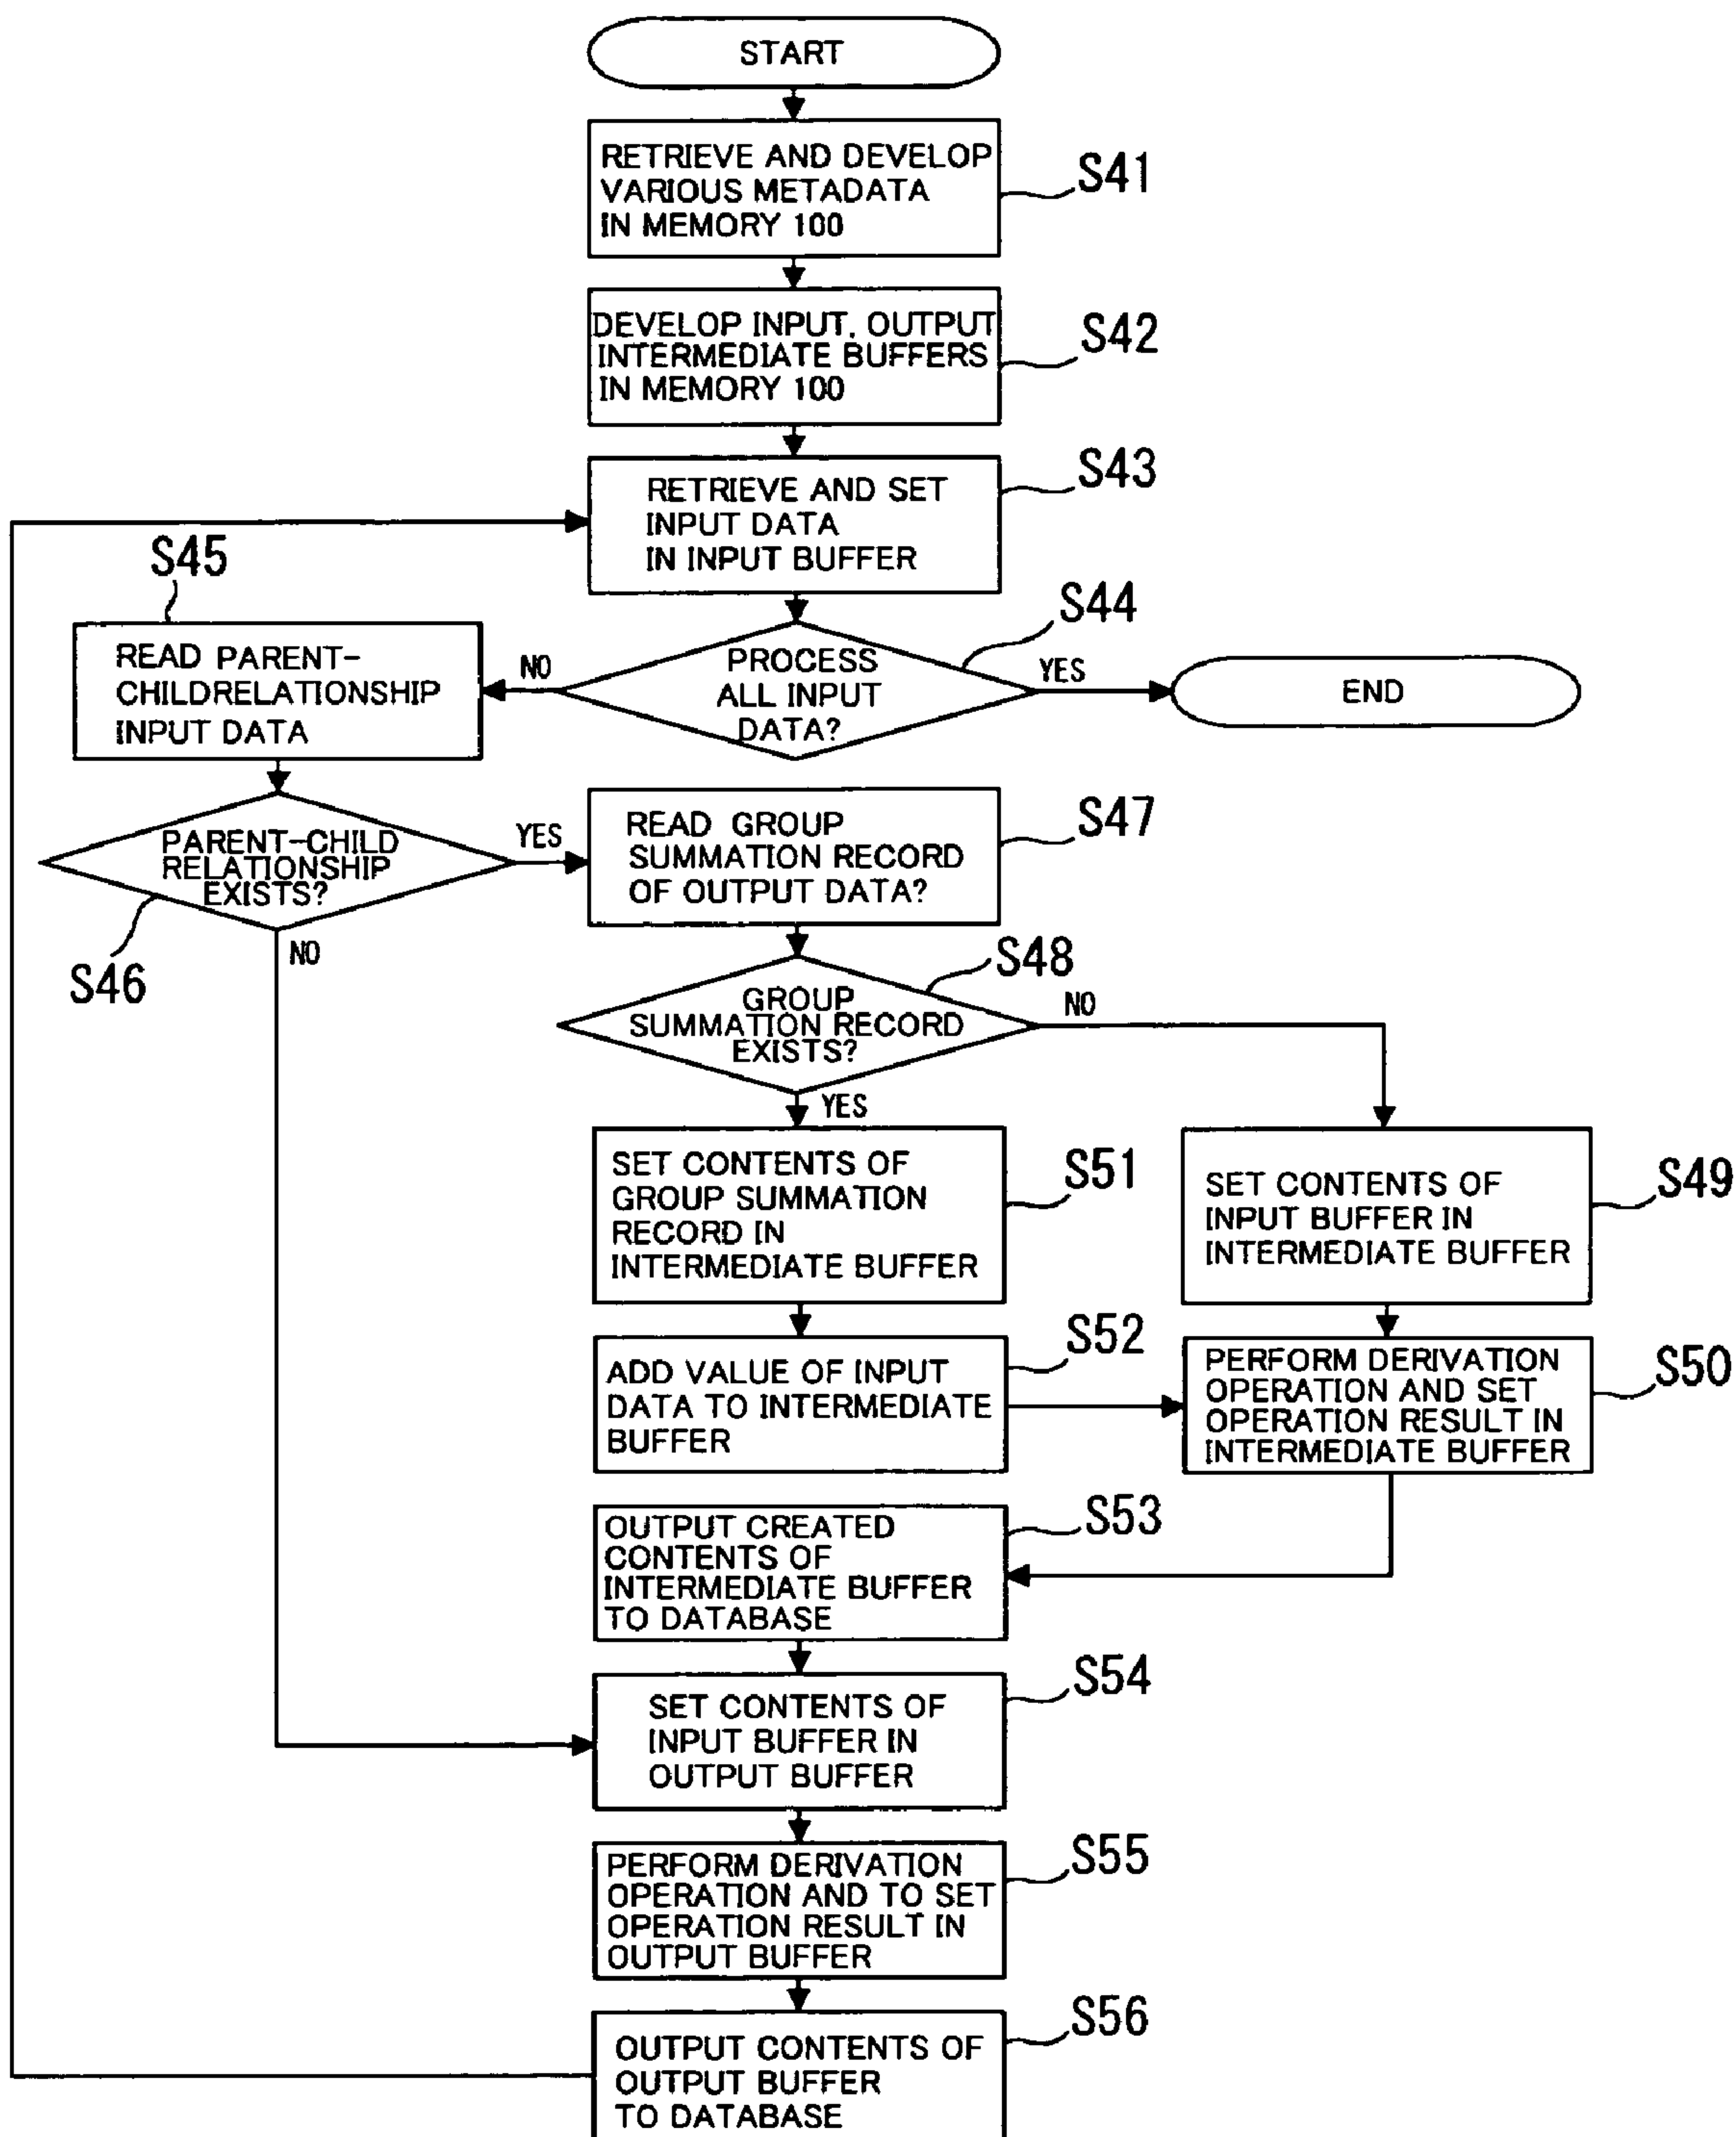 START
RETRIEVE AND DEVELOP
VARIOUS METADATA
IN MEMORY 100
S41
DEVELOP INPUT, OUTPUT
INTERMEDIATE BUFFERS
IN MEMORY 100
S42
RETRIEVE AND SET
INPUT DATA
IN INPUT BUFFER
S43
S45
READ PARENT-
CHILDRELATIONSHIP
INPUT DATA
NO
PROCESS
ALL INPUT
DATA?
S44
YES
END
PARENT-CHILD
RELATIONSHIP
EXISTS?
S46
YES
NO
READ GROUP
SUMMATION RECORD
OF OUTPUT DATA?
S47
GROUP
SUMMATION RECORD
EXISTS?
S48
NO
YES
SET CONTENTS OF
GROUP SUMMATION
RECORD IN
INTERMEDIATE BUFFER
S51
SET CONTENTS OF
INPUT BUFFER IN
INTERMEDIATE BUFFER
S49
ADD VALUE OF INPUT
DATA TO INTERMEDIATE
BUFFER
S52
PERFORM DERIVATION
OPERATION AND SET
OPERATION RESULT IN
INTERMEDIATE BUFFER
S50
OUTPUT CREATED
CONTENTS OF
INTERMEDIATE BUFFER
TO DATABASE
S53
SET CONTENTS OF
INPUT BUFFER IN
OUTPUT BUFFER
S54
PERFORM DERIVATION
OPERATION AND TO SET
OPERATION RESULT IN
OUTPUT BUFFER
S55
OUTPUT CONTENTS OF
OUTPUT BUFFER
TO DATABASE
S56